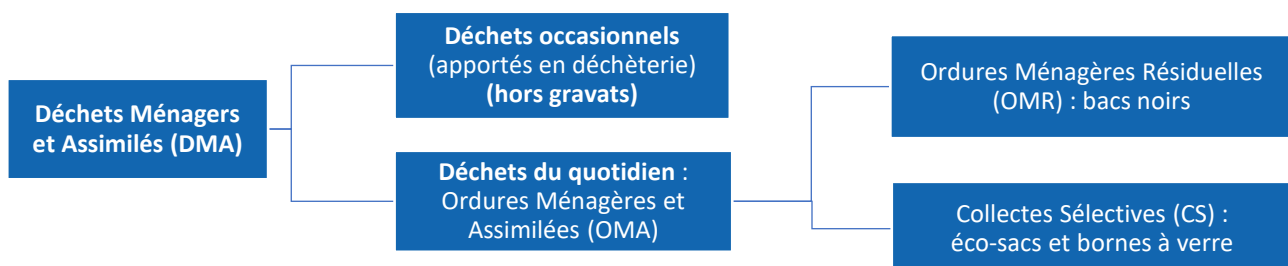 Déchets Ménagers
et Assimilés (DMA)
Déchets occasionnels
(apportés en déchèterie)
(hors gravats)
Déchets du quotidien :
Ordures Ménagères et
Assimilées (OMA)
Ordures Ménagères Résiduelles
(OMR) : bacs noirs
Collectes Sélectives (CS) :
éco-sacs et bornes à verre